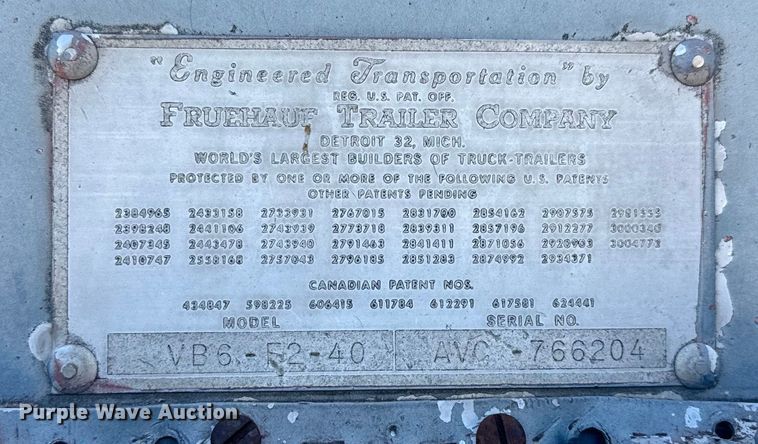 "Engineered Transportation" by
REG. U.S. PAT. OFF.
FRUEHAUF TRAILER COMPANY
DETROIT 32, MICH.
WORLD'S LARGEST BUILDERS OF TRUCK-TRAILERS
PROTECTED BY ONE OR MORE OF THE FOLLOWING U.S. PATENTS
OTHER PATENTS PENDING
2384965 2433158 2733931 2767015 2831700 2854162 2907575 2981555
2398248 2441106 2743939 2773718 2839311 2857196 2912277 3000340
2407345 2443478 2743940 2791463 2841411 2871056 2920903 3004772
2410747 2558168 2757043 2796185 2851283 2874992 2934371
CANADIAN PATENT NOS.
434847 598225 606415 611784 612291 617581 624441
MODEL SERIAL NO.
VB6-F2-40 AVC-766204
Purple Wave Auction